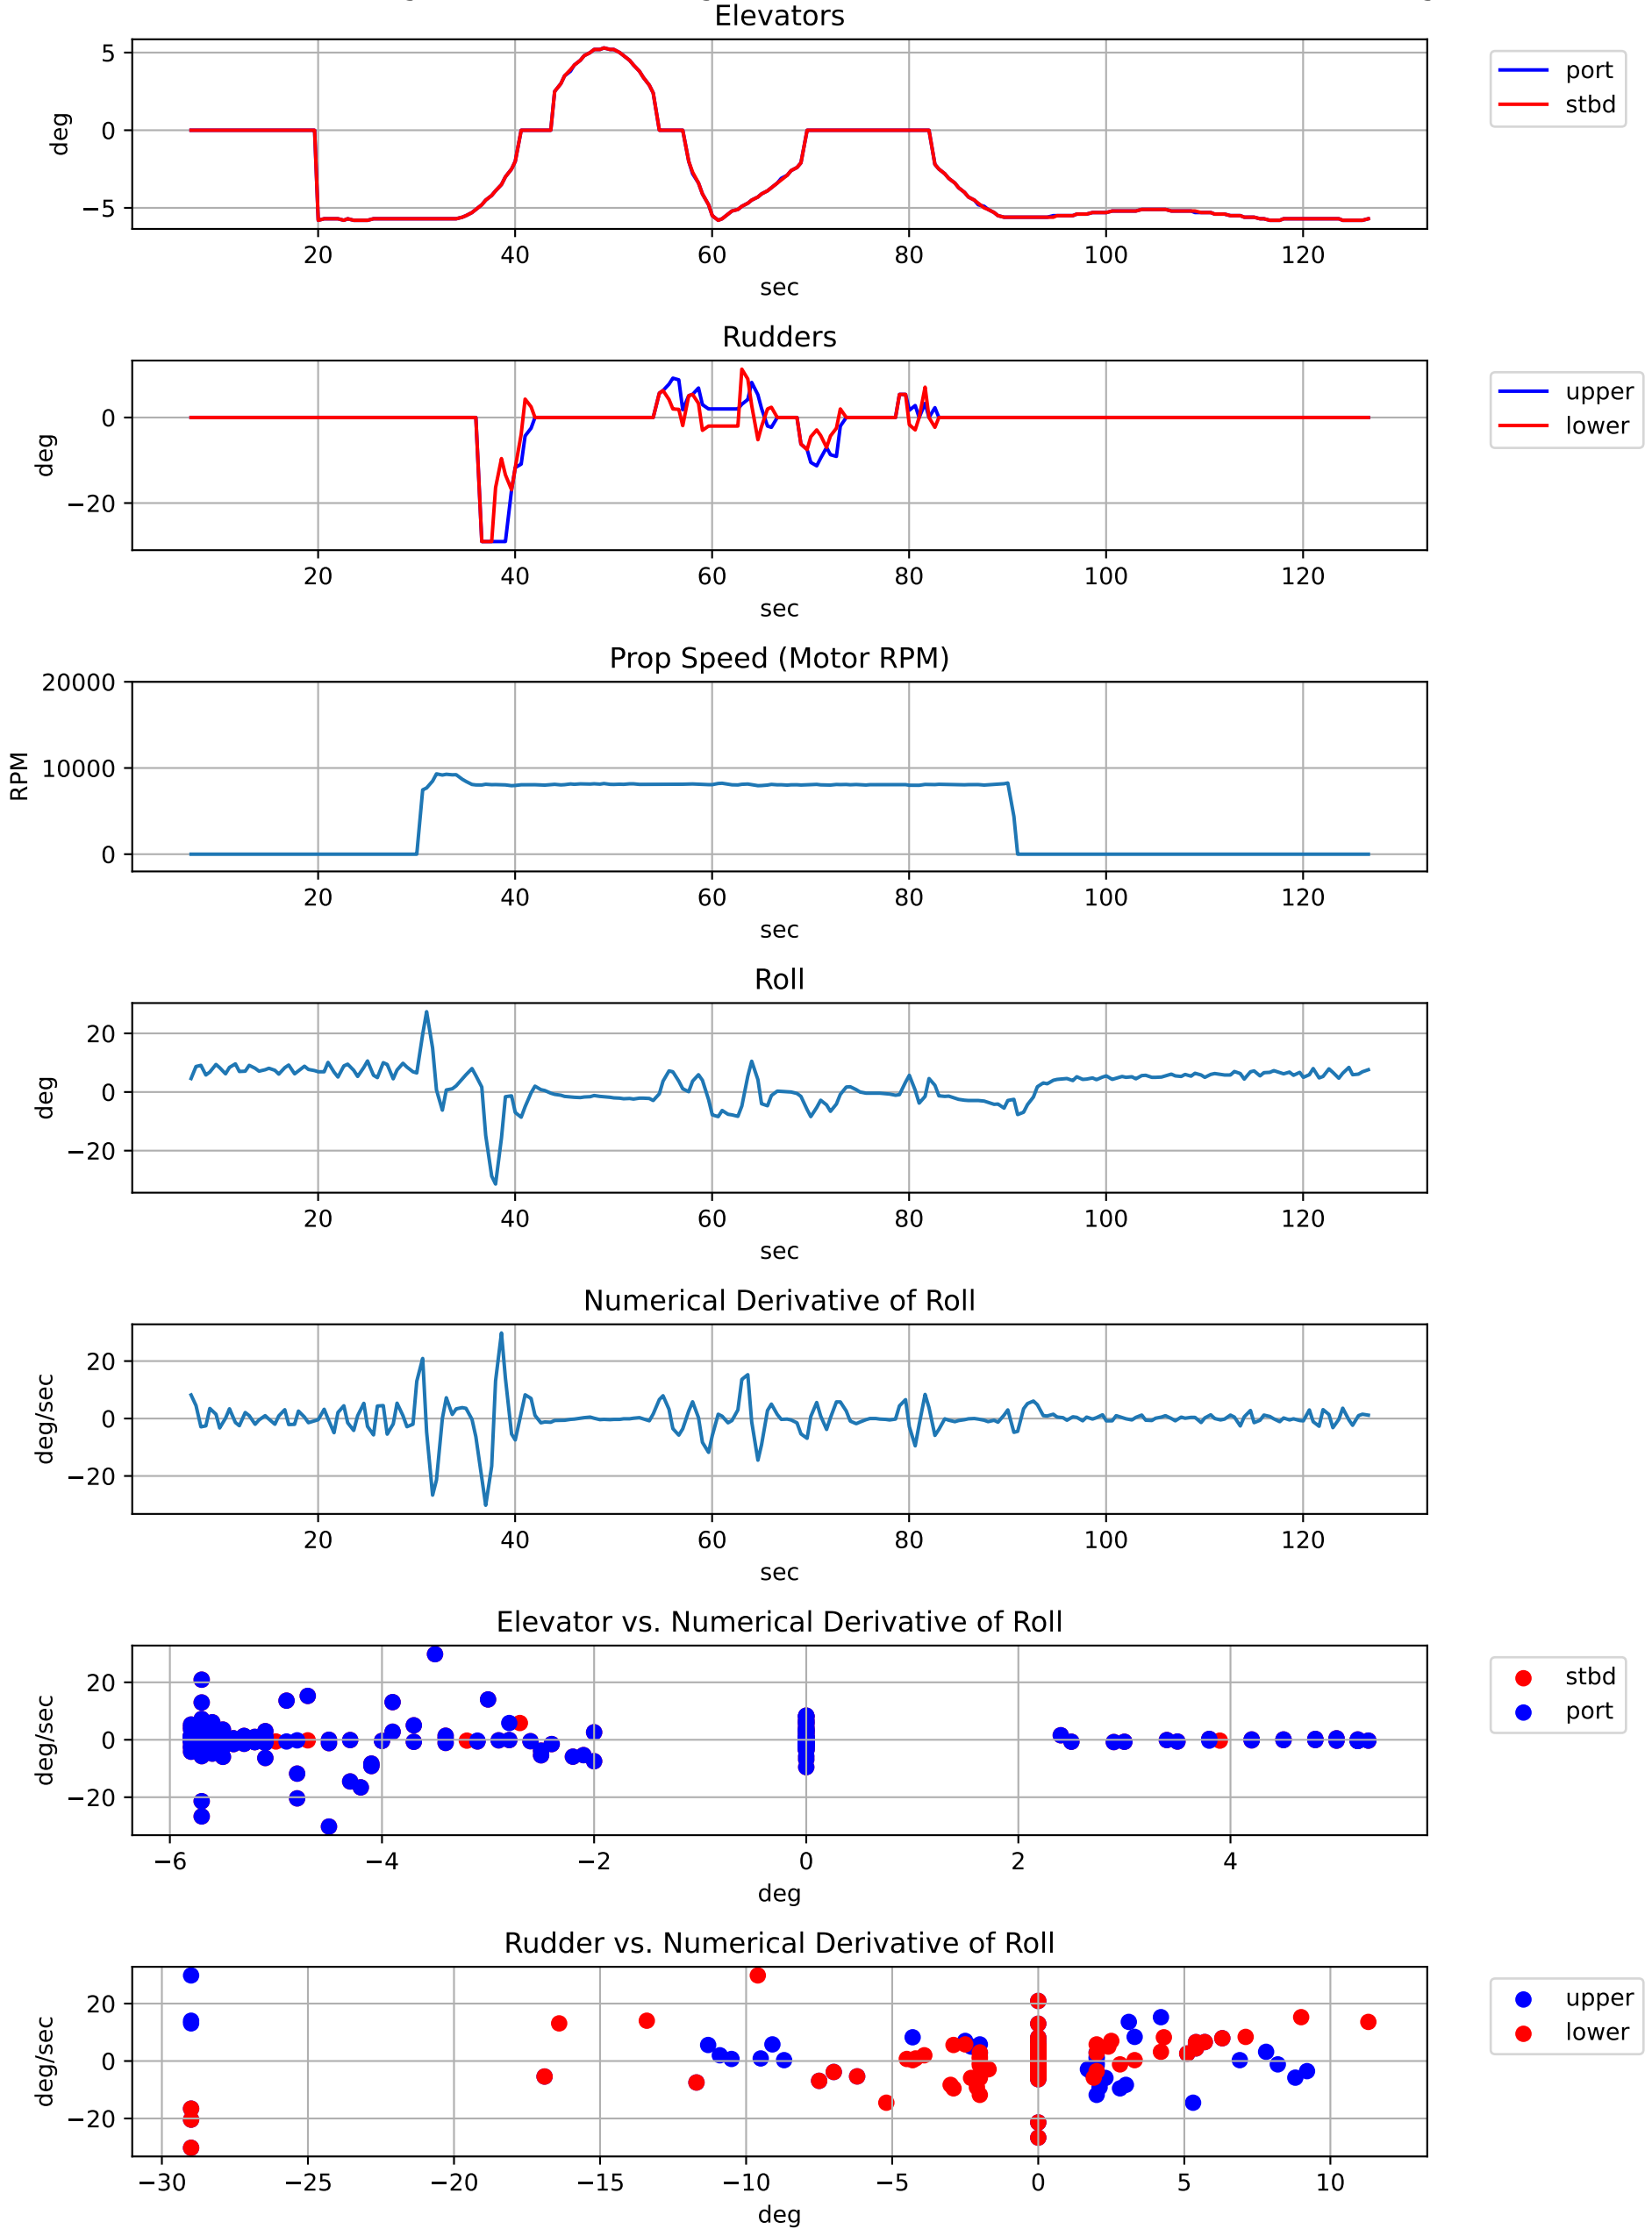 Elevators
5
0
−5
deg
20 40 60 80 100 120
sec
port
stbd
Rudders
0
−20
deg
20 40 60 80 100 120
sec
upper
lower
Prop Speed (Motor RPM)
20000
10000
0
RPM
20 40 60 80 100 120
sec
Roll
20
0
−20
deg
20 40 60 80 100 120
sec
Numerical Derivative of Roll
20
0
−20
deg/sec
20 40 60 80 100 120
sec
Elevator vs. Numerical Derivative of Roll
20
0
−20
deg/sec
−6 −4 −2 0 2 4
deg
stbd
port
Rudder vs. Numerical Derivative of Roll
20
0
−20
deg/sec
−30 −25 −20 −15 −10 −5 0 5 10
deg
upper
lower